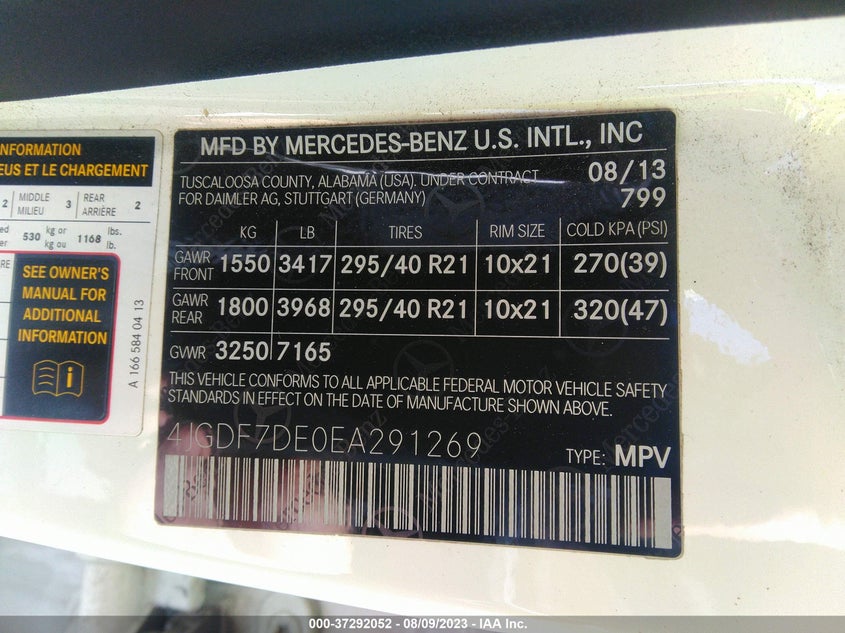 NFORMATION
EUS ET LE CHARGEMENT
2 MIDDLE MILIEU 3 REAR ARRIÈRE 2
530 kg or kg ou 1168 lbs. lb.
SEE OWNER'S
MANUAL FOR
ADDITIONAL
INFORMATION
A 166 584 04 13
MFD BY MERCEDES-BENZ U.S. INTL., INC
TUSCALOOSA COUNTY, ALABAMA (USA). UNDER CONTRACT 08/13
FOR DAIMLER AG, STUTTGART (GERMANY) 799
KG LB TIRES RIM SIZE COLD KPA (PSI)
GAWR FRONT 1550 3417 295/40 R21 10x21 270(39)
GAWR REAR 1800 3968 295/40 R21 10x21 320(47)
GVWR 3250 7165
THIS VEHICLE CONFORMS TO ALL APPLICABLE FEDERAL MOTOR VEHICLE SAFETY
STANDARDS IN EFFECT ON THE DATE OF MANUFACTURE SHOWN ABOVE.
4JGDF7DE0EA291269
TYPE: MPV
000-37292052 - 08/09/2023 - IAA Inc.